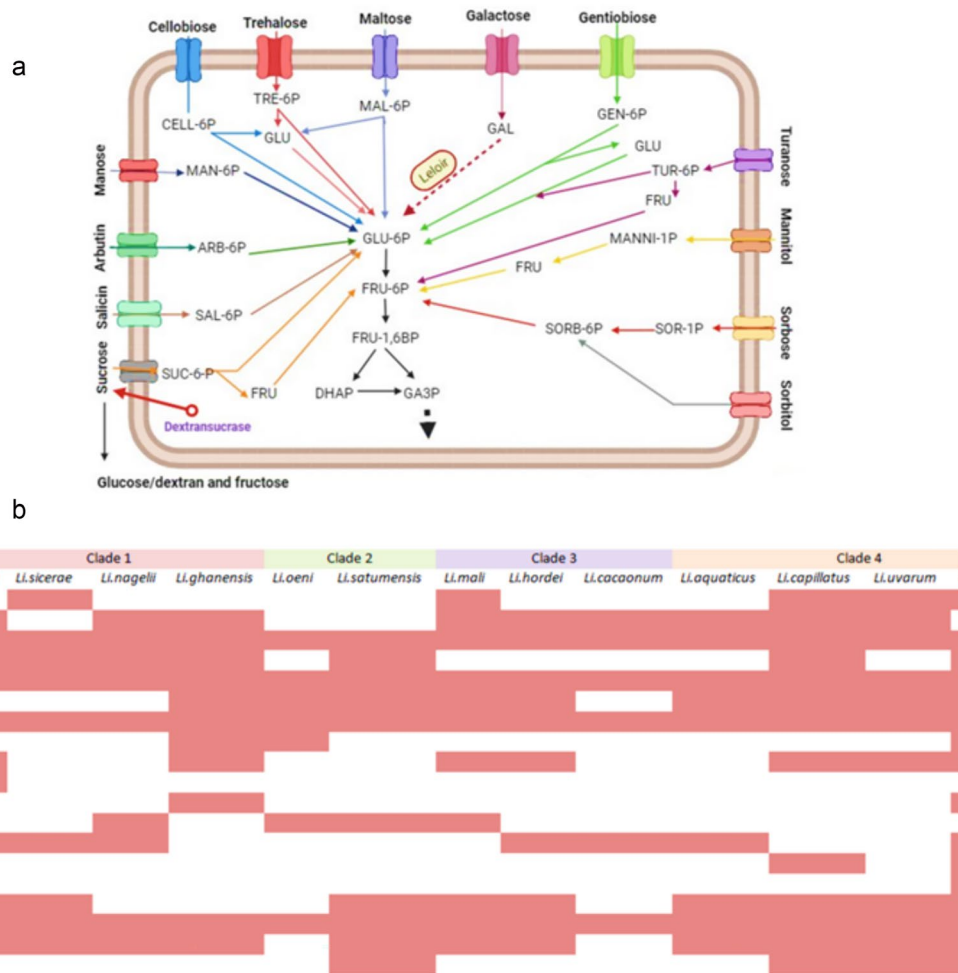 a
Cellobiose
Trehalose
Maltose
Galactose
Gentiobiose
CELL-6P
TRE-6P
GLU
MAL-6P
GAL
GEN-6P
GLU
Manose
MAN-6P
Leloir
TUR-6P
FRU
Turanose
Arbutin
ARB-6P
GLU-6P
MANNI-1P
FRU
Mannitol
Salicin
SAL-6P
FRU-6P
SORB-6P
SOR-1P
Sorbose
Sucrose
SUC-6-P
FRU
FRU-1,6BP
DHAP
GA3P
Sorbitol
Dextransucrase
Glucose/dextran and fructose
b
Clade 1 Clade 2 Clade 3 Clade 4
Li.sicerae Li.nagelii Li.ghanensis Li.oeni Li.satumensis Li.mali Li.hordei Li.cacaonum Li.aquaticus Li.capillatus Li.uvarum